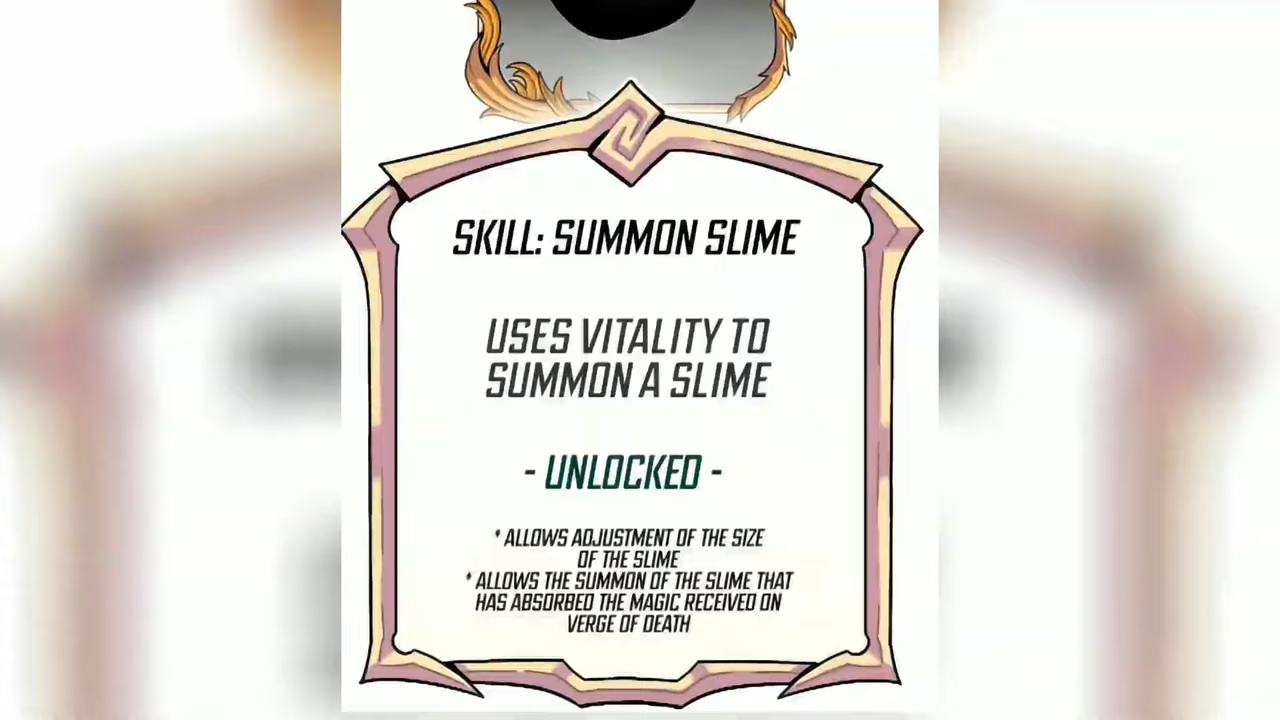 SKILL: SUMMON SLIME
USES VITALITY TO
SUMMON A SLIME
- UNLOCKED -
* ALLOWS ADJUSTMENT OF THE SIZE
OF THE SLIME
* ALLOWS THE SUMMON OF THE SLIME THAT
HAS ABSORBED THE MAGIC RECEIVED ON
VERGE OF DEATH